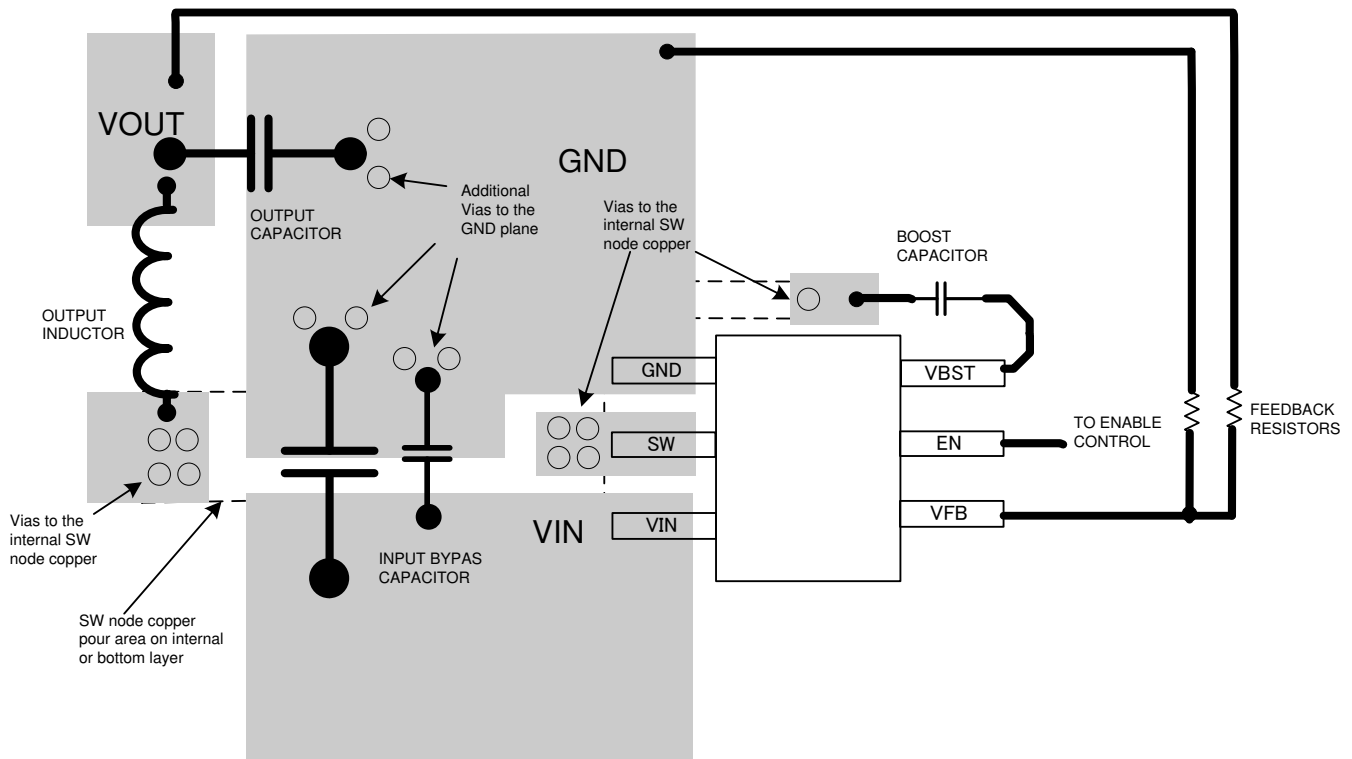 VOUT
GND
OUTPUT
CAPACITOR
Additional
Vias to the
GND plane
Vias to the
internal SW
node copper
BOOST
CAPACITOR
OUTPUT
INDUCTOR
GND
VBST
SW
EN
TO ENABLE
CONTROL
FEEDBACK
RESISTORS
VIN
VIN
VFB
Vias to the
internal SW
node copper
INPUT BYPAS
CAPACITOR
SW node copper
pour area on internal
or bottom layer